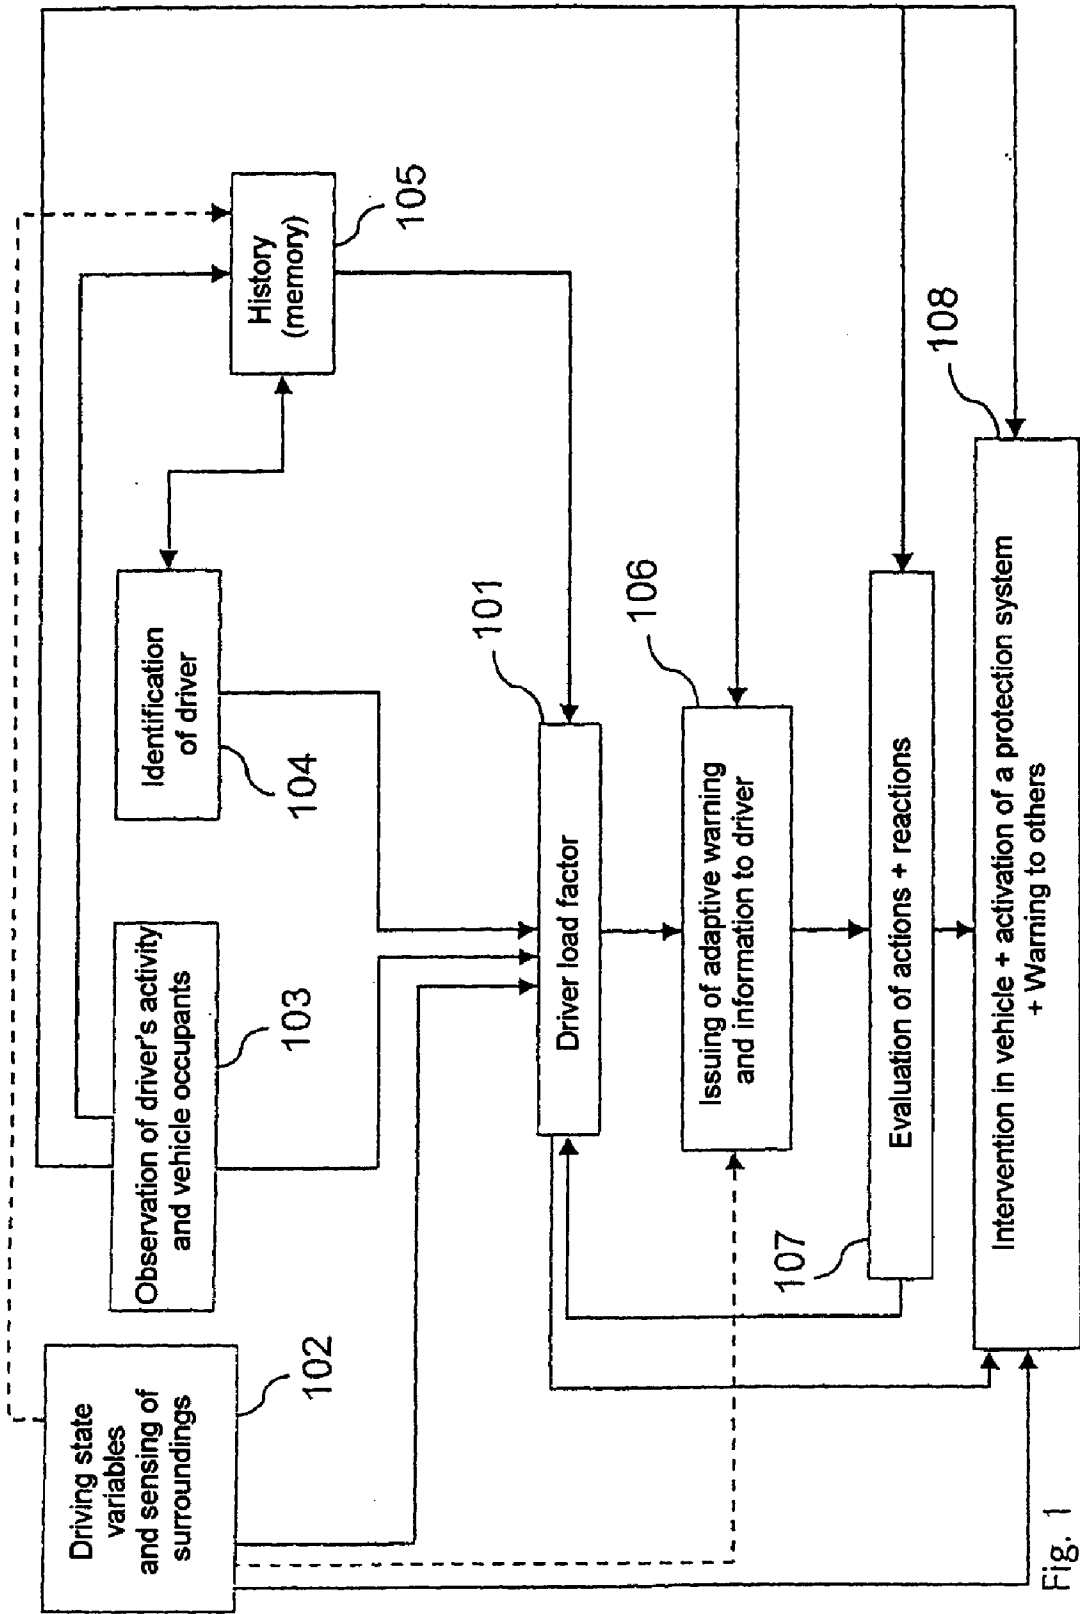 Driving state
variables
and sensing of
surroundings
102
Observation of driver's activity
and vehicle occupants
103
Identification
of driver
104
History
(memory)
105
Driver load factor
101
Issuing of adaptive warning
and information to driver
106
Evaluation of actions + reactions
107
Intervention in vehicle + activation of a protection system
+ Warning to others
108
Fig. 1